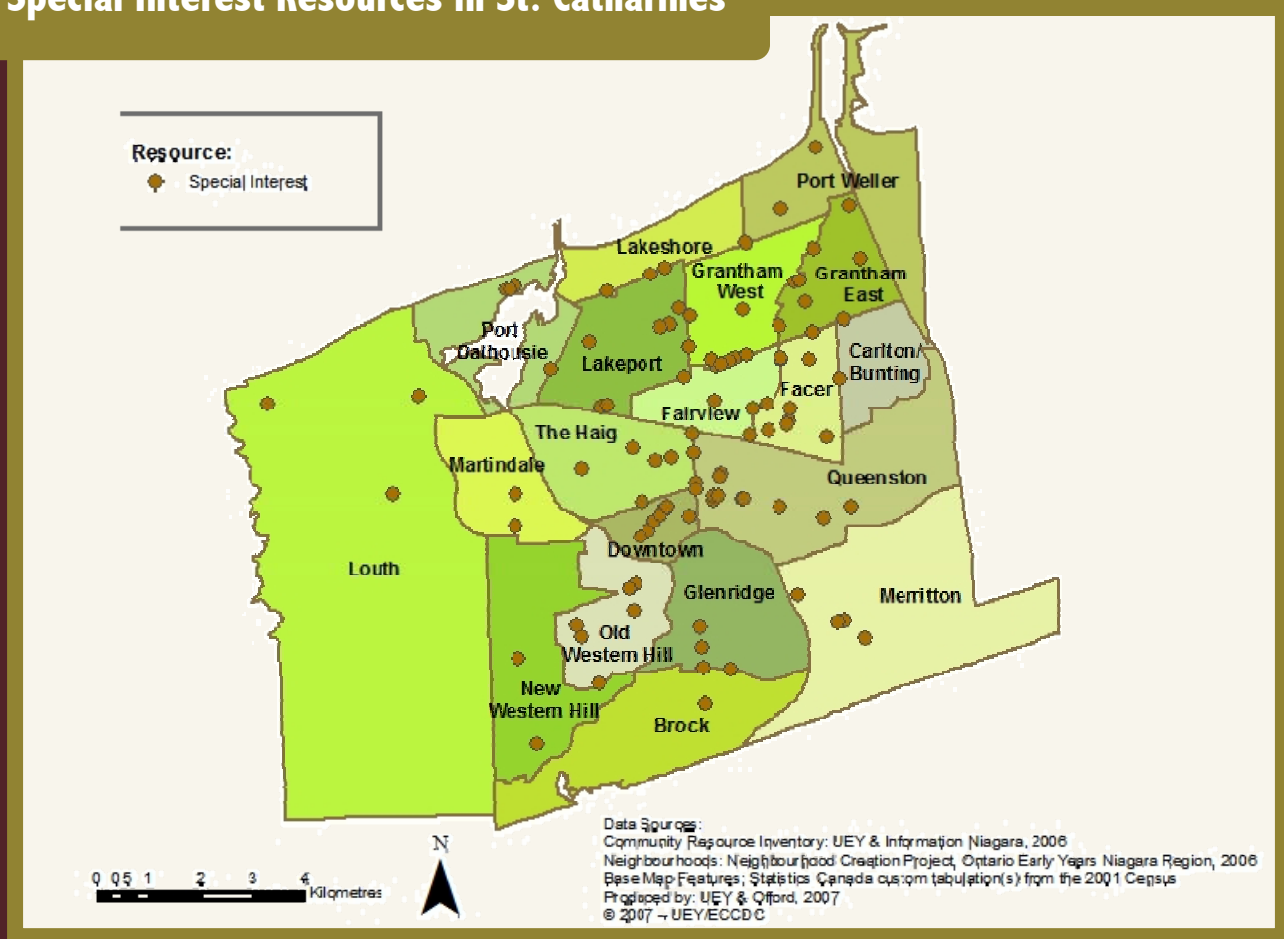 Special Interest Resources in St. Catharines
Resource:
Special Interest
Port Weller
Lakeshore
Grantham
West
Grantham
East
Port
Dalhousie
Lakeport
Carlton/
Bunting
Facer
Fairview
The Haig
Martindale
Queenston
Downtown
Louth
Glenridge
Merritton
Old
Western Hill
New
Western Hill
Brock
N
0 0.5 1 2 3 4
Kilometres
Data Sources:
Community Resource Inventory: UEY & Information Niagara, 2006
Neighbourhoods: Neighbourhood Creation Project, Ontario Early Years Niagara Region, 2006
Base Map Features; Statistics Canada custom tabulation(s) from the 2001 Census
Produced by: UEY & Offord, 2007
© 2007 – UEY/ECCDC